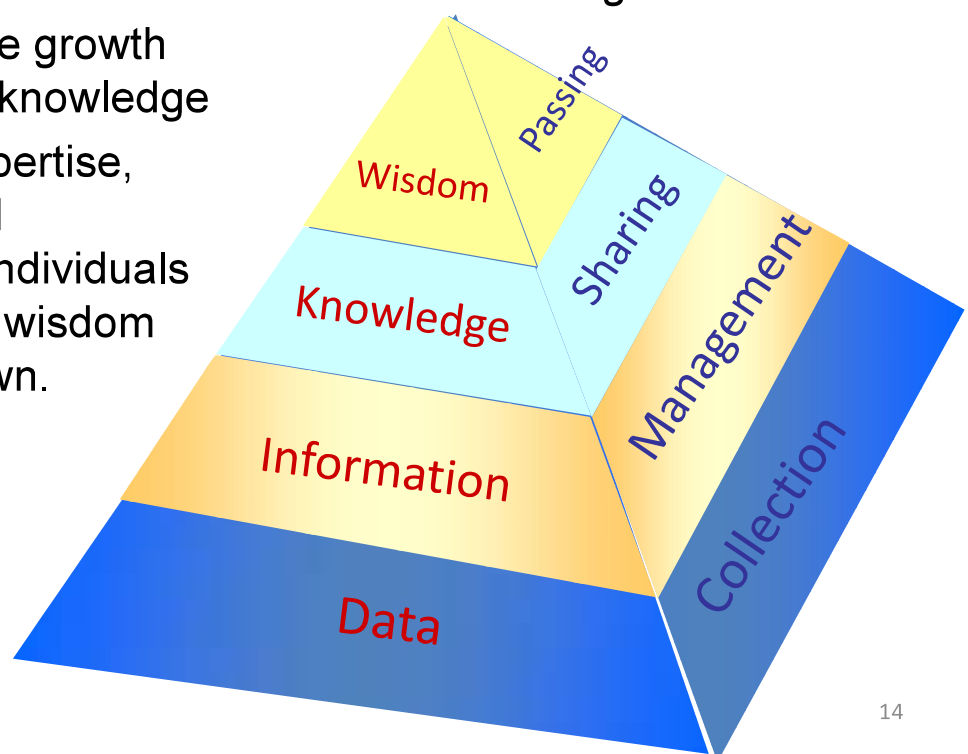 e growth
knowledge
pertise,
ndividuals
wisdom
wn.
Wisdom
Passing
Knowledge
Sharing
Information
Management
Data
Collection
14